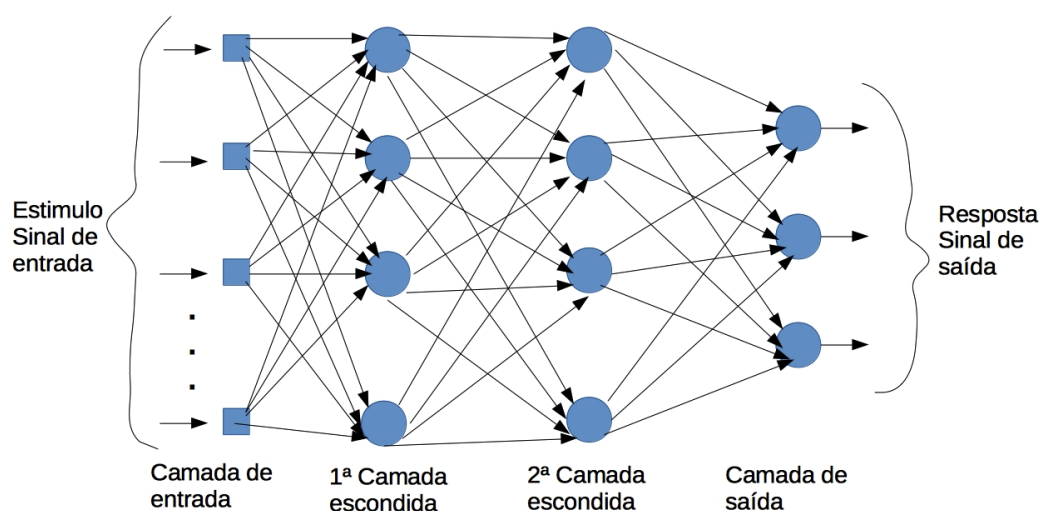 Estimulo
Sinal de
entrada
Resposta
Sinal de
saída
Camada de
entrada
1ª Camada
escondida
2ª Camada
escondida
Camada de
saída